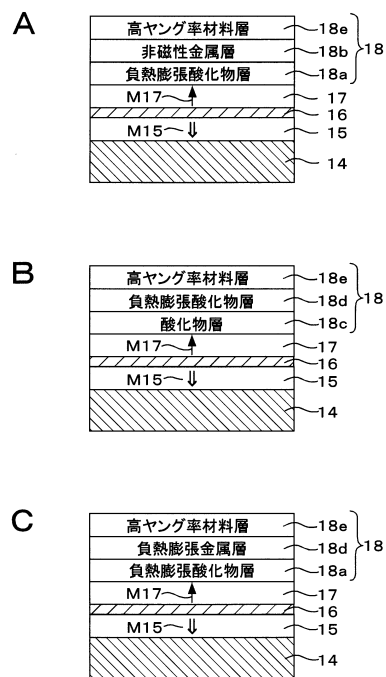 A
高ヤング率材料層 18e
非磁性金属層 18b 18
負熱膨張酸化物層 18a
M17 17
16
M15 15
14
B
高ヤング率材料層 18e
負熱膨張酸化物層 18d 18
酸化物層 18c
M17 17
16
M15 15
14
C
高ヤング率材料層 18e
負熱膨張金属層 18d 18
負熱膨張酸化物層 18a
M17 17
16
M15 15
14